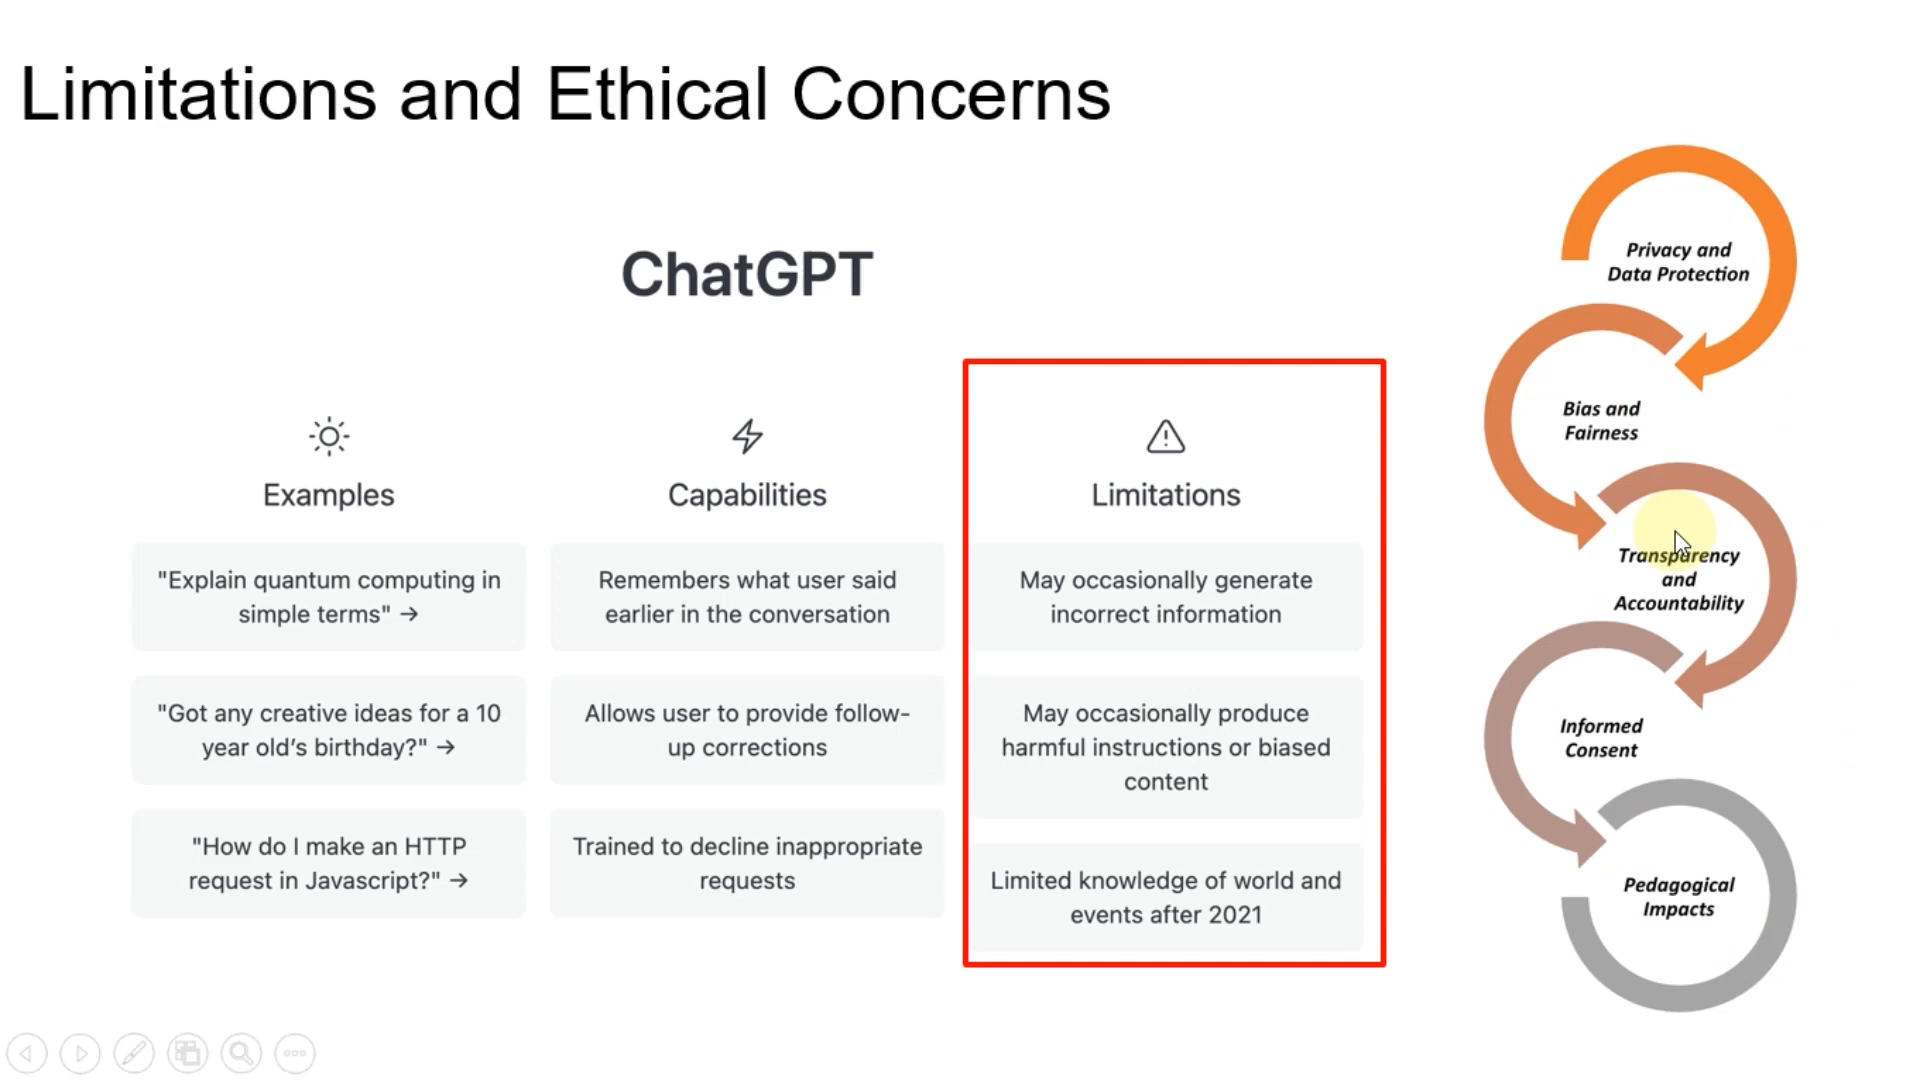 Limitations and Ethical Concerns
ChatGPT
Examples
"Explain quantum computing in
simple terms" →
"Got any creative ideas for a 10
year old’s birthday?" →
"How do I make an HTTP
request in Javascript?" →
Capabilities
Remembers what user said
earlier in the conversation
Allows user to provide follow-
up corrections
Trained to decline inappropriate
requests
Limitations
May occasionally generate
incorrect information
May occasionally produce
harmful instructions or biased
content
Limited knowledge of world and
events after 2021
Privacy and
Data Protection
Bias and
Fairness
Transparency
and
Accountability
Informed
Consent
Pedagogical
Impacts